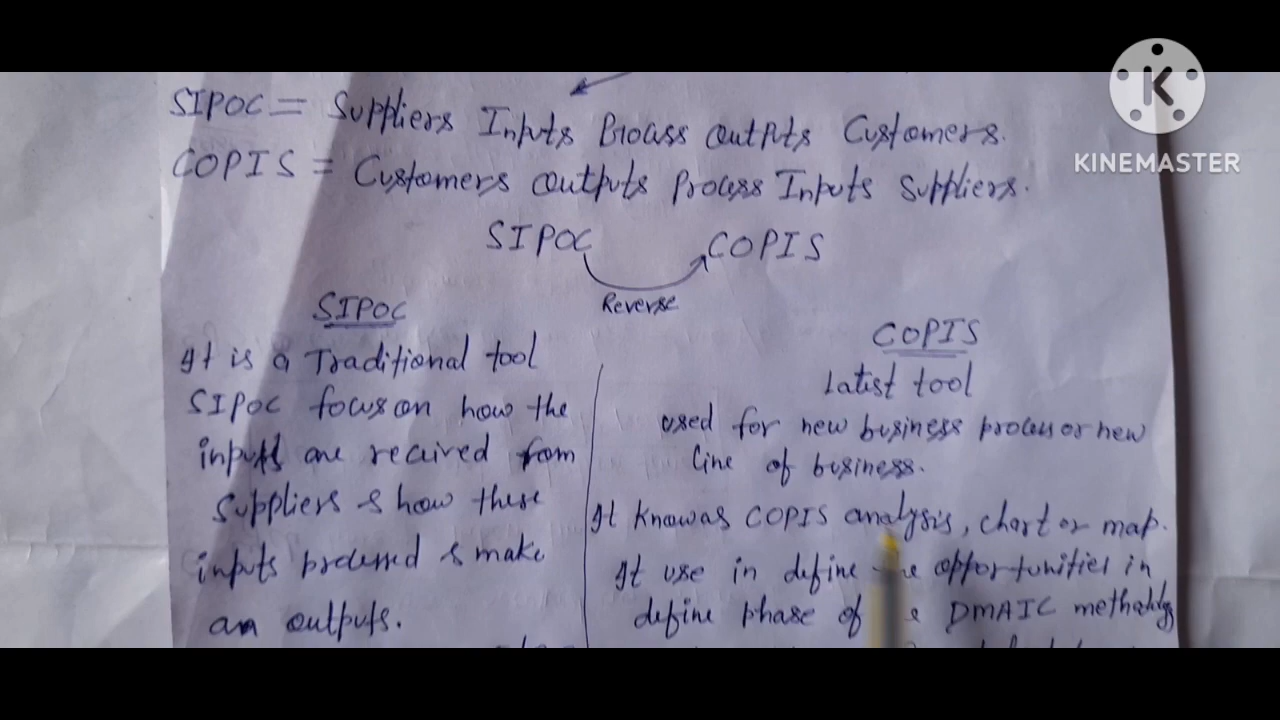 SIPOC = Suppliers Inputs Process outputs Customers.
COPIS = Customers outputs Process Inputs Suppliers.
SIPOC COPIS
Reverse
SIPOC
It is a Traditional tool
SIPOC focus on how the
inputs are recived from
suppliers & how these
inputs & make
an outputs.
COPIS
Latest tool
used for new business process or new
line of business.
It Know as COPIS analysis, chart or map.
It use in define opportunities in
define phase of DMAIC
K
KINEMASTER